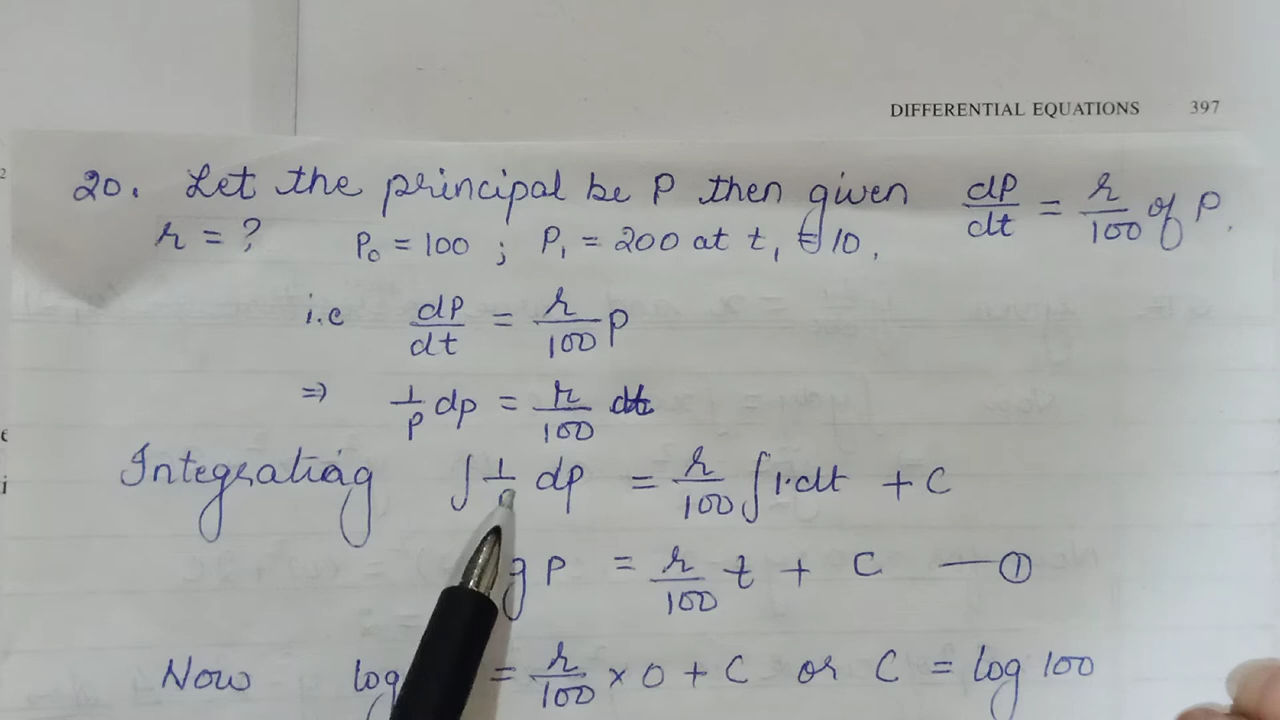 DIFFERENTIAL EQUATIONS 397
20. Let the principal be P then given dP/dt = r/100 of P.
r = ? P₀ = 100 ; P₁ = 200 at t₁ = 10.
i.e dP/dt = r/100 P
⇒ 1/P dp = r/100 dt
Integrating ∫ 1/ dp = r/100 ∫ 1·dt + C
g P = r/100 t + C — ①
Now log = r/100 × 0 + C or C = log 100